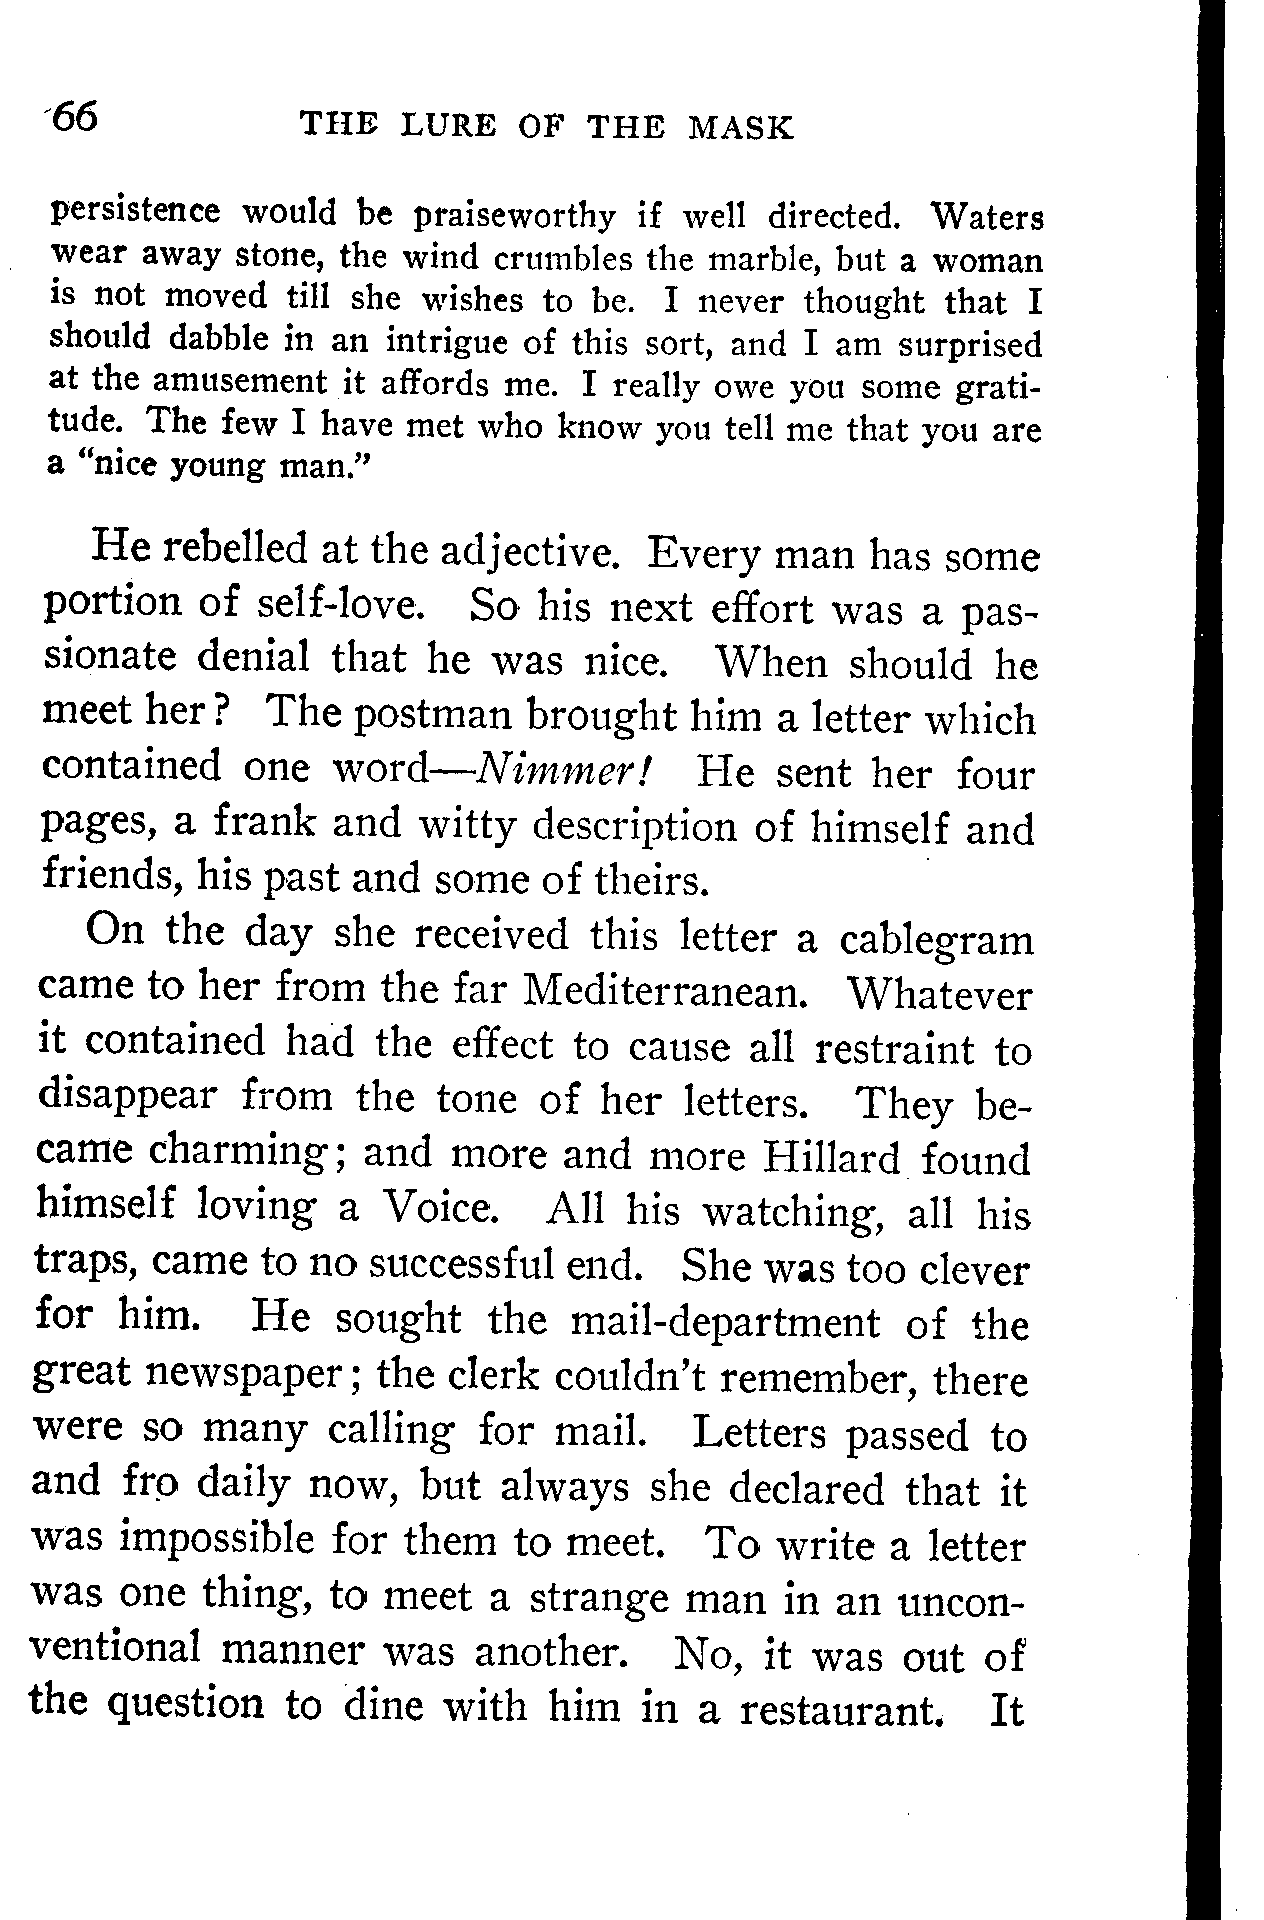 66 THE LURE OF THE MASK
persistence would be praiseworthy if well directed. Waters
wear away stone, the wind crumbles the marble, but a woman
is not moved till she wishes to be. I never thought that I
should dabble in an intrigue of this sort, and I am surprised
at the amusement it affords me. I really owe you some grati-
tude. The few I have met who know you tell me that you are
a “nice young man.”
He rebelled at the adjective. Every man has some
portion of self-love. So his next effort was a pas-
sionate denial that he was nice. When should he
meet her? The postman brought him a letter which
contained one word—Nimmer! He sent her four
pages, a frank and witty description of himself and
friends, his past and some of theirs.
On the day she received this letter a cablegram
came to her from the far Mediterranean. Whatever
it contained had the effect to cause all restraint to
disappear from the tone of her letters. They be-
came charming; and more and more Hillard found
himself loving a Voice. All his watching, all his
traps, came to no successful end. She was too clever
for him. He sought the mail-department of the
great newspaper; the clerk couldn't remember, there
were so many calling for mail. Letters passed to
and fro daily now, but always she declared that it
was impossible for them to meet. To write a letter
was one thing, to meet a strange man in an uncon-
ventional manner was another. No, it was out of
the question to dine with him in a restaurant. It